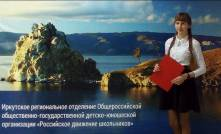 Иркутское региональное отделение Общероссийской
общественно-государственной детско-юношеской
организации «Российское движение школьников»